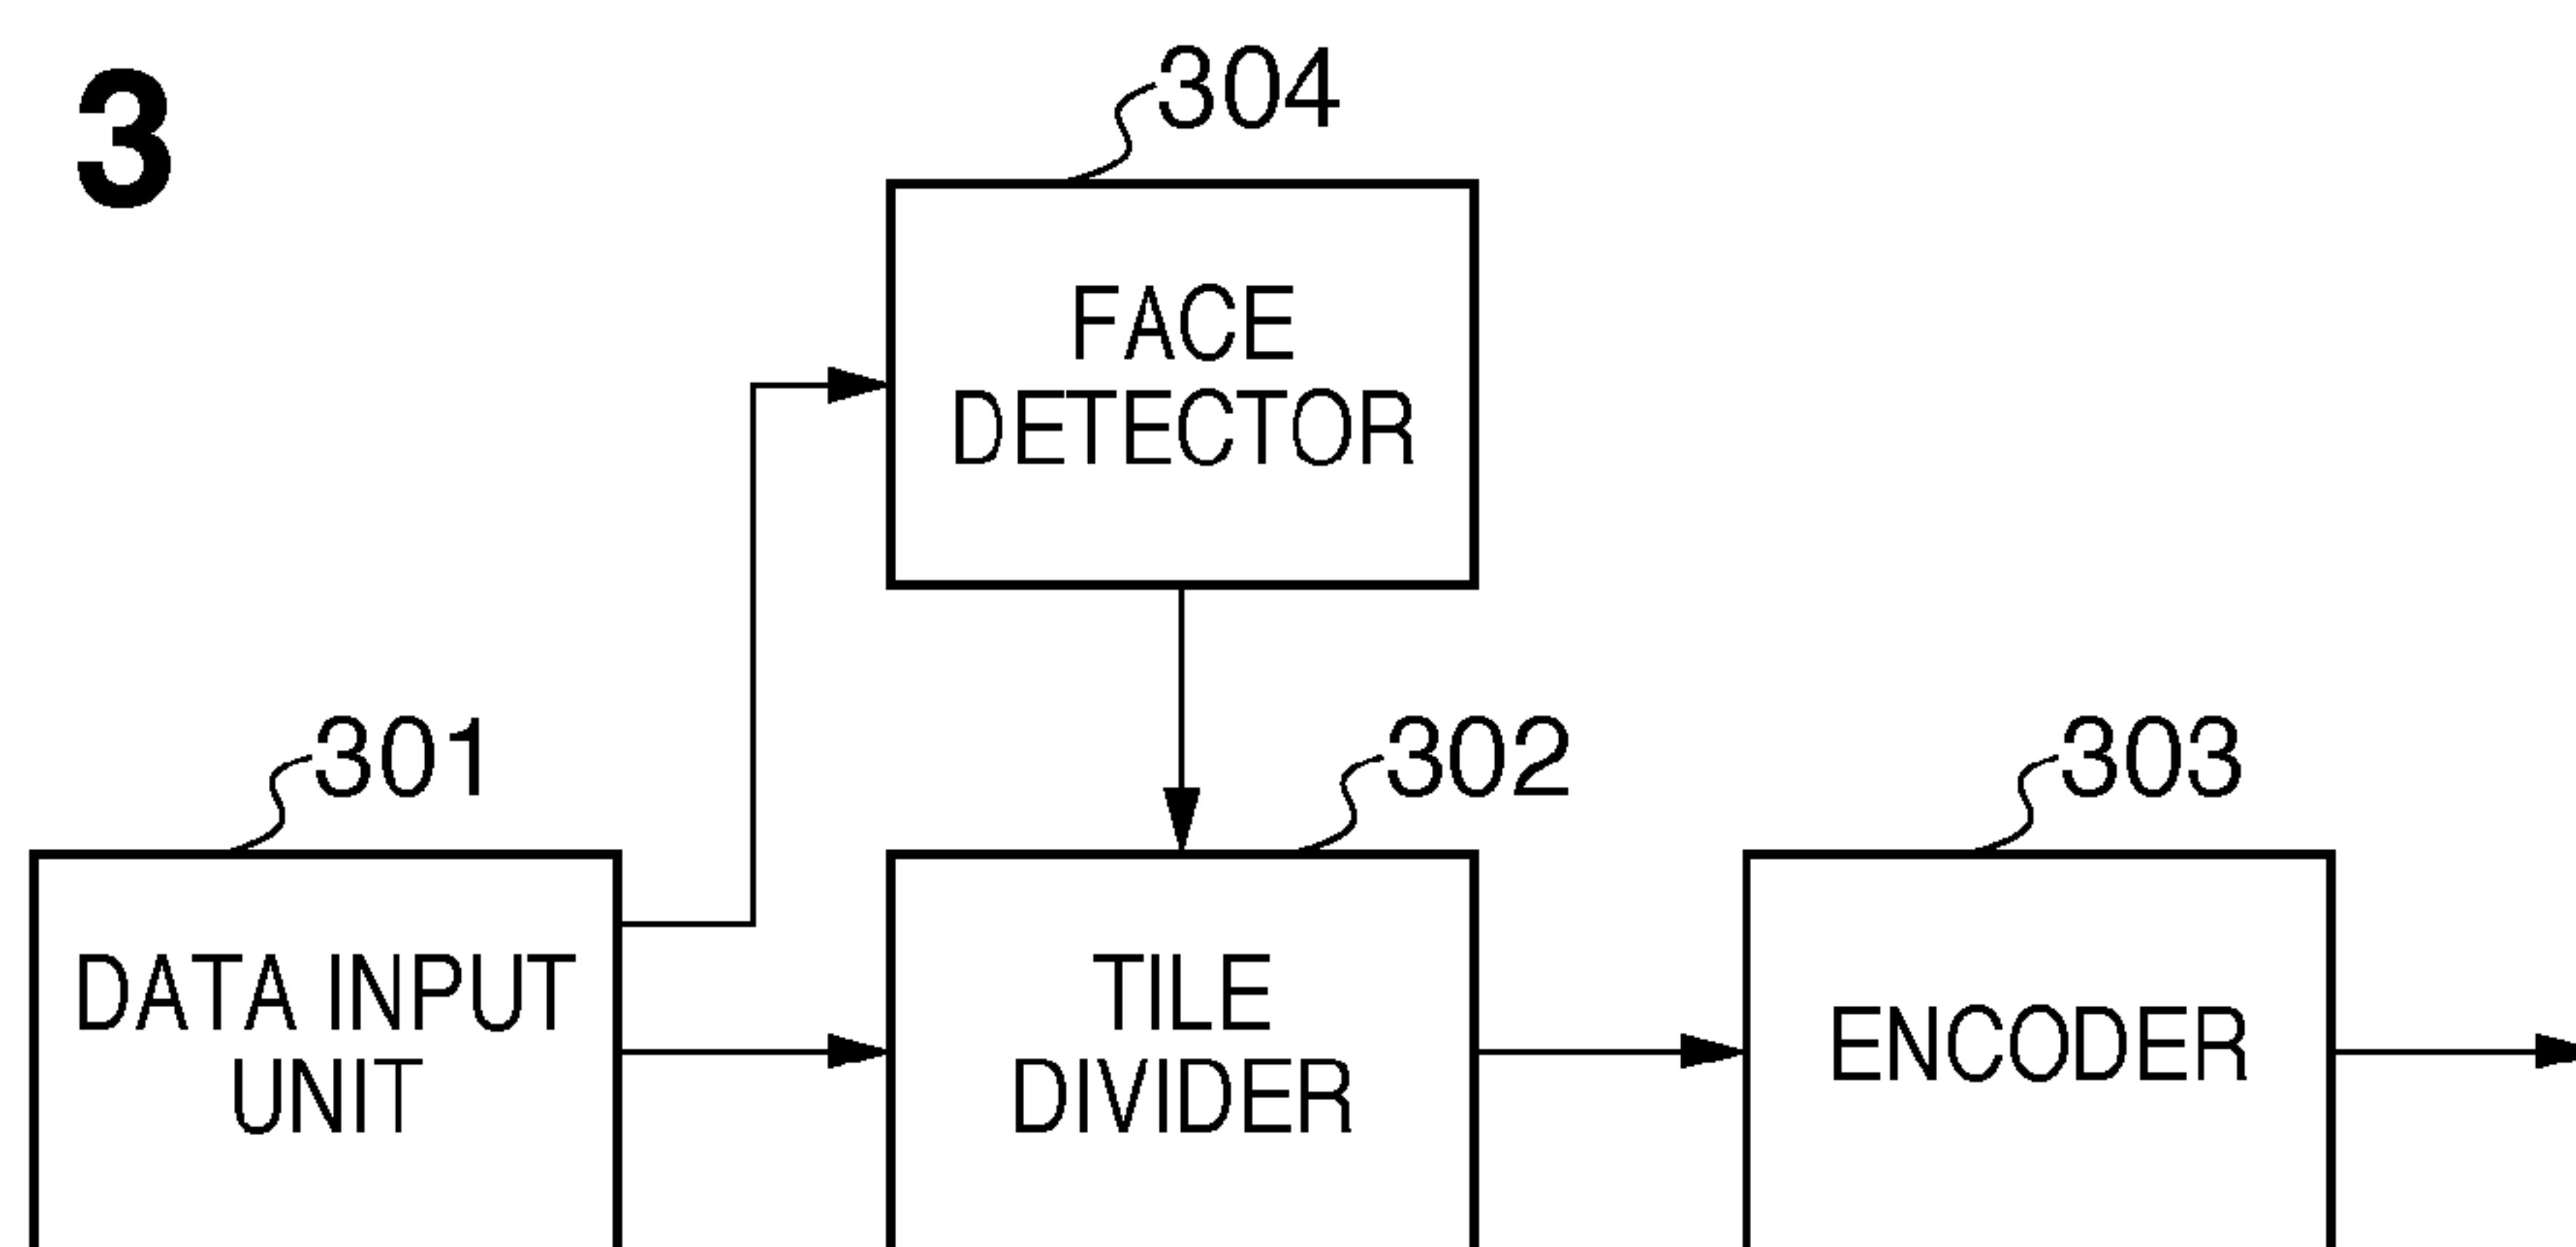 3
304
FACE
DETECTOR
301
302
303
DATA INPUT
UNIT
TILE
DIVIDER
ENCODER